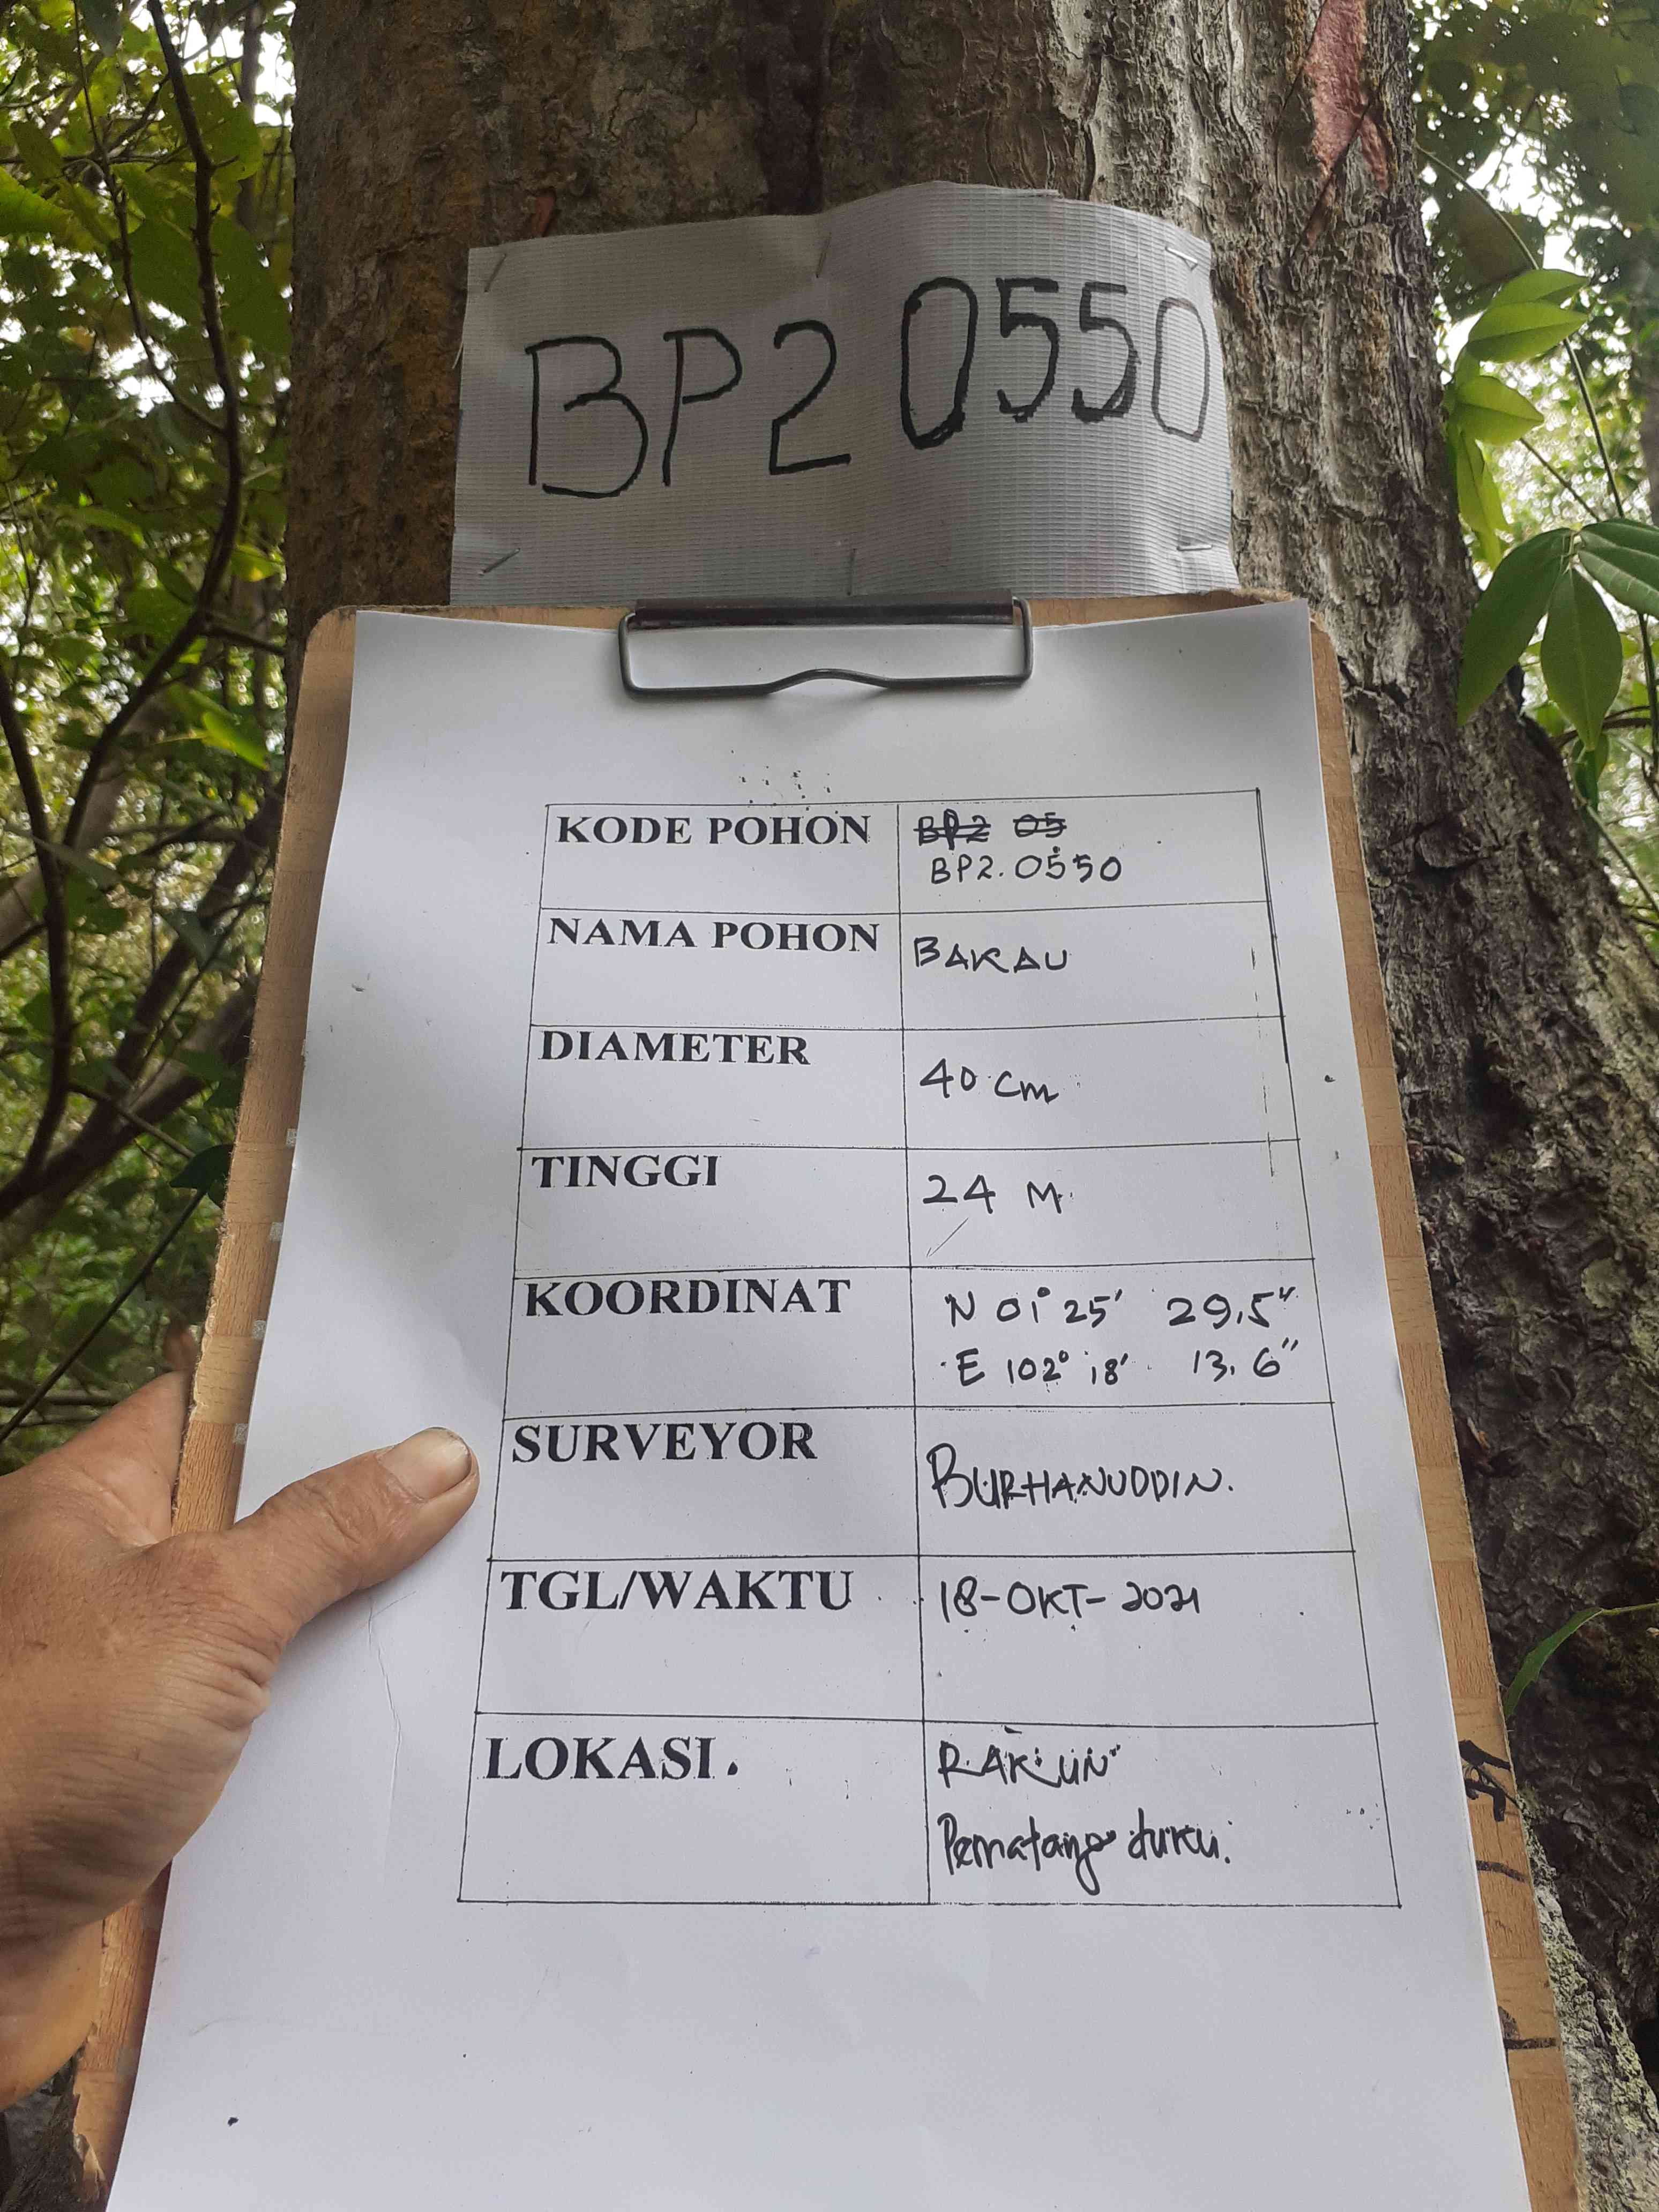 BP2 0550
KODE POHON
BP2 05
BP2.0550
NAMA POHON
BAKAU
DIAMETER
40 cm
TINGGI
24 M
KOORDINAT
N 01° 25' 29,5"
E 102° 18' 13,6"
SURVEYOR
BURHANUDDIN.
TGL/WAKTU
18-OKT-2021
LOKASI.
RAKUN
Pematang duku.